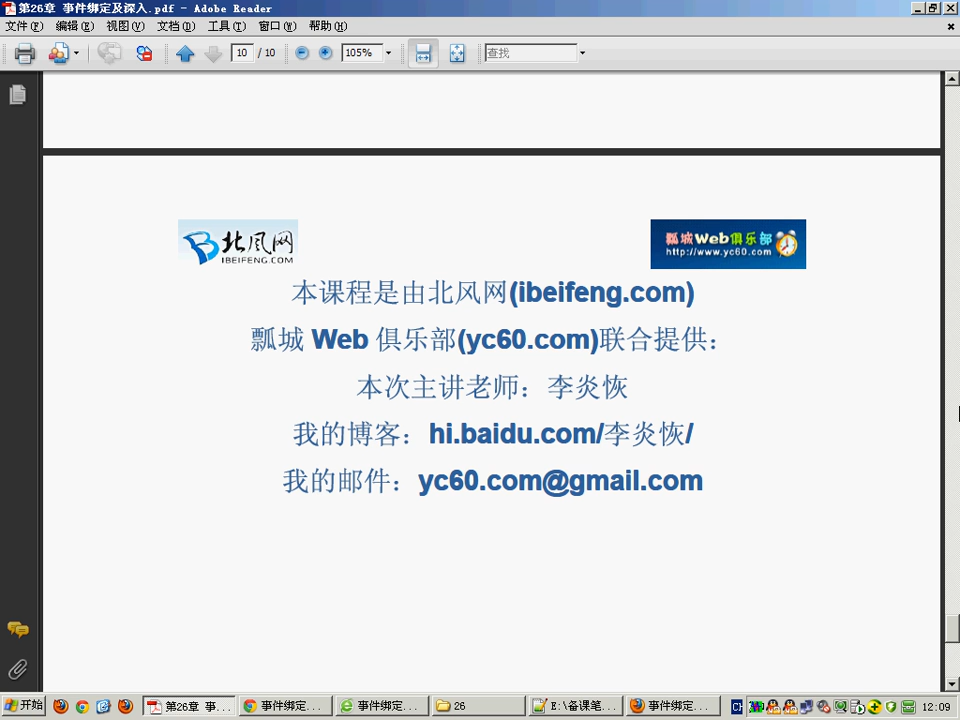 第26章 事件绑定及深入.pdf - Adobe Reader
文件(F) 编辑(E) 视图(V) 文档(D) 工具(T) 窗口(W) 帮助(H)
10 / 10 105% 查找
北风网
IBEIFENG.COM
瓢城Web俱乐部
http://www.yc60.com
本课程是由北风网(ibeifeng.com)
瓢城 Web 俱乐部(yc60.com)联合提供：
本次主讲老师：李炎恢
我的博客：hi.baidu.com/李炎恢/
我的邮件：yc60.com@gmail.com
开始 第26章 事... 事件绑定... 事件绑定... 26 E:\备课笔... 事件绑定... CH 12:09